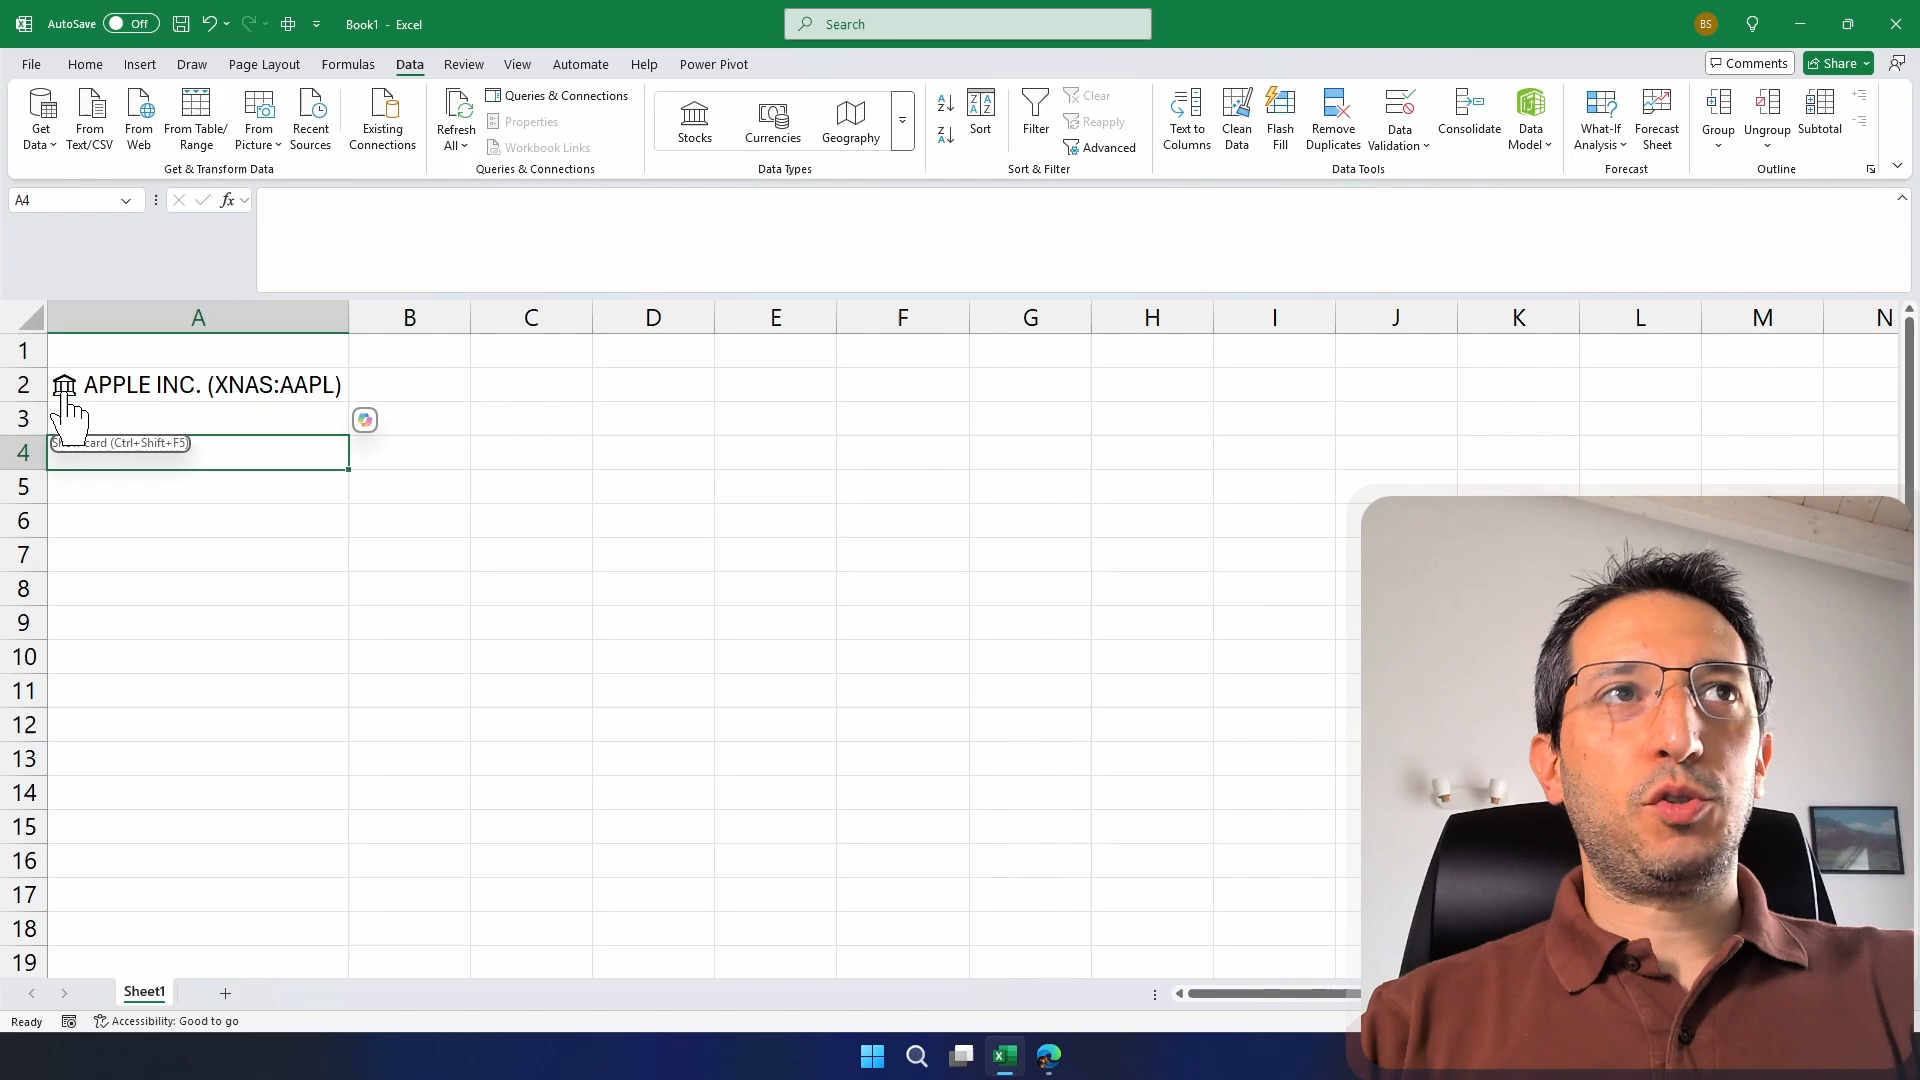 AutoSave Off Book1 - Excel Search BS
File Home Insert Draw Page Layout Formulas Data Review View Automate Help Power Pivot Comments Share
Get Data From Text/CSV From Web From Table/Range From Picture Recent Sources Existing Connections
Get & Transform Data
Refresh All Queries & Connections Properties Workbook Links
Queries & Connections
Stocks Currencies Geography
Data Types
Sort Filter Clear Reapply Advanced
Sort & Filter
Text to Columns Flash Fill Clean Data Remove Duplicates Data Validation Consolidate Data Model
Data Tools
What-If Analysis Forecast Sheet
Forecast
Group Ungroup Subtotal
Outline
A4 fx
A B C D E F G H I J K L M N
1
2 APPLE INC. (XNAS:AAPL)
3
card (Ctrl+Shift+F5)
4
5
6
7
8
9
10
11
12
13
14
15
16
17
18
19
Sheet1
Ready Accessibility: Good to go